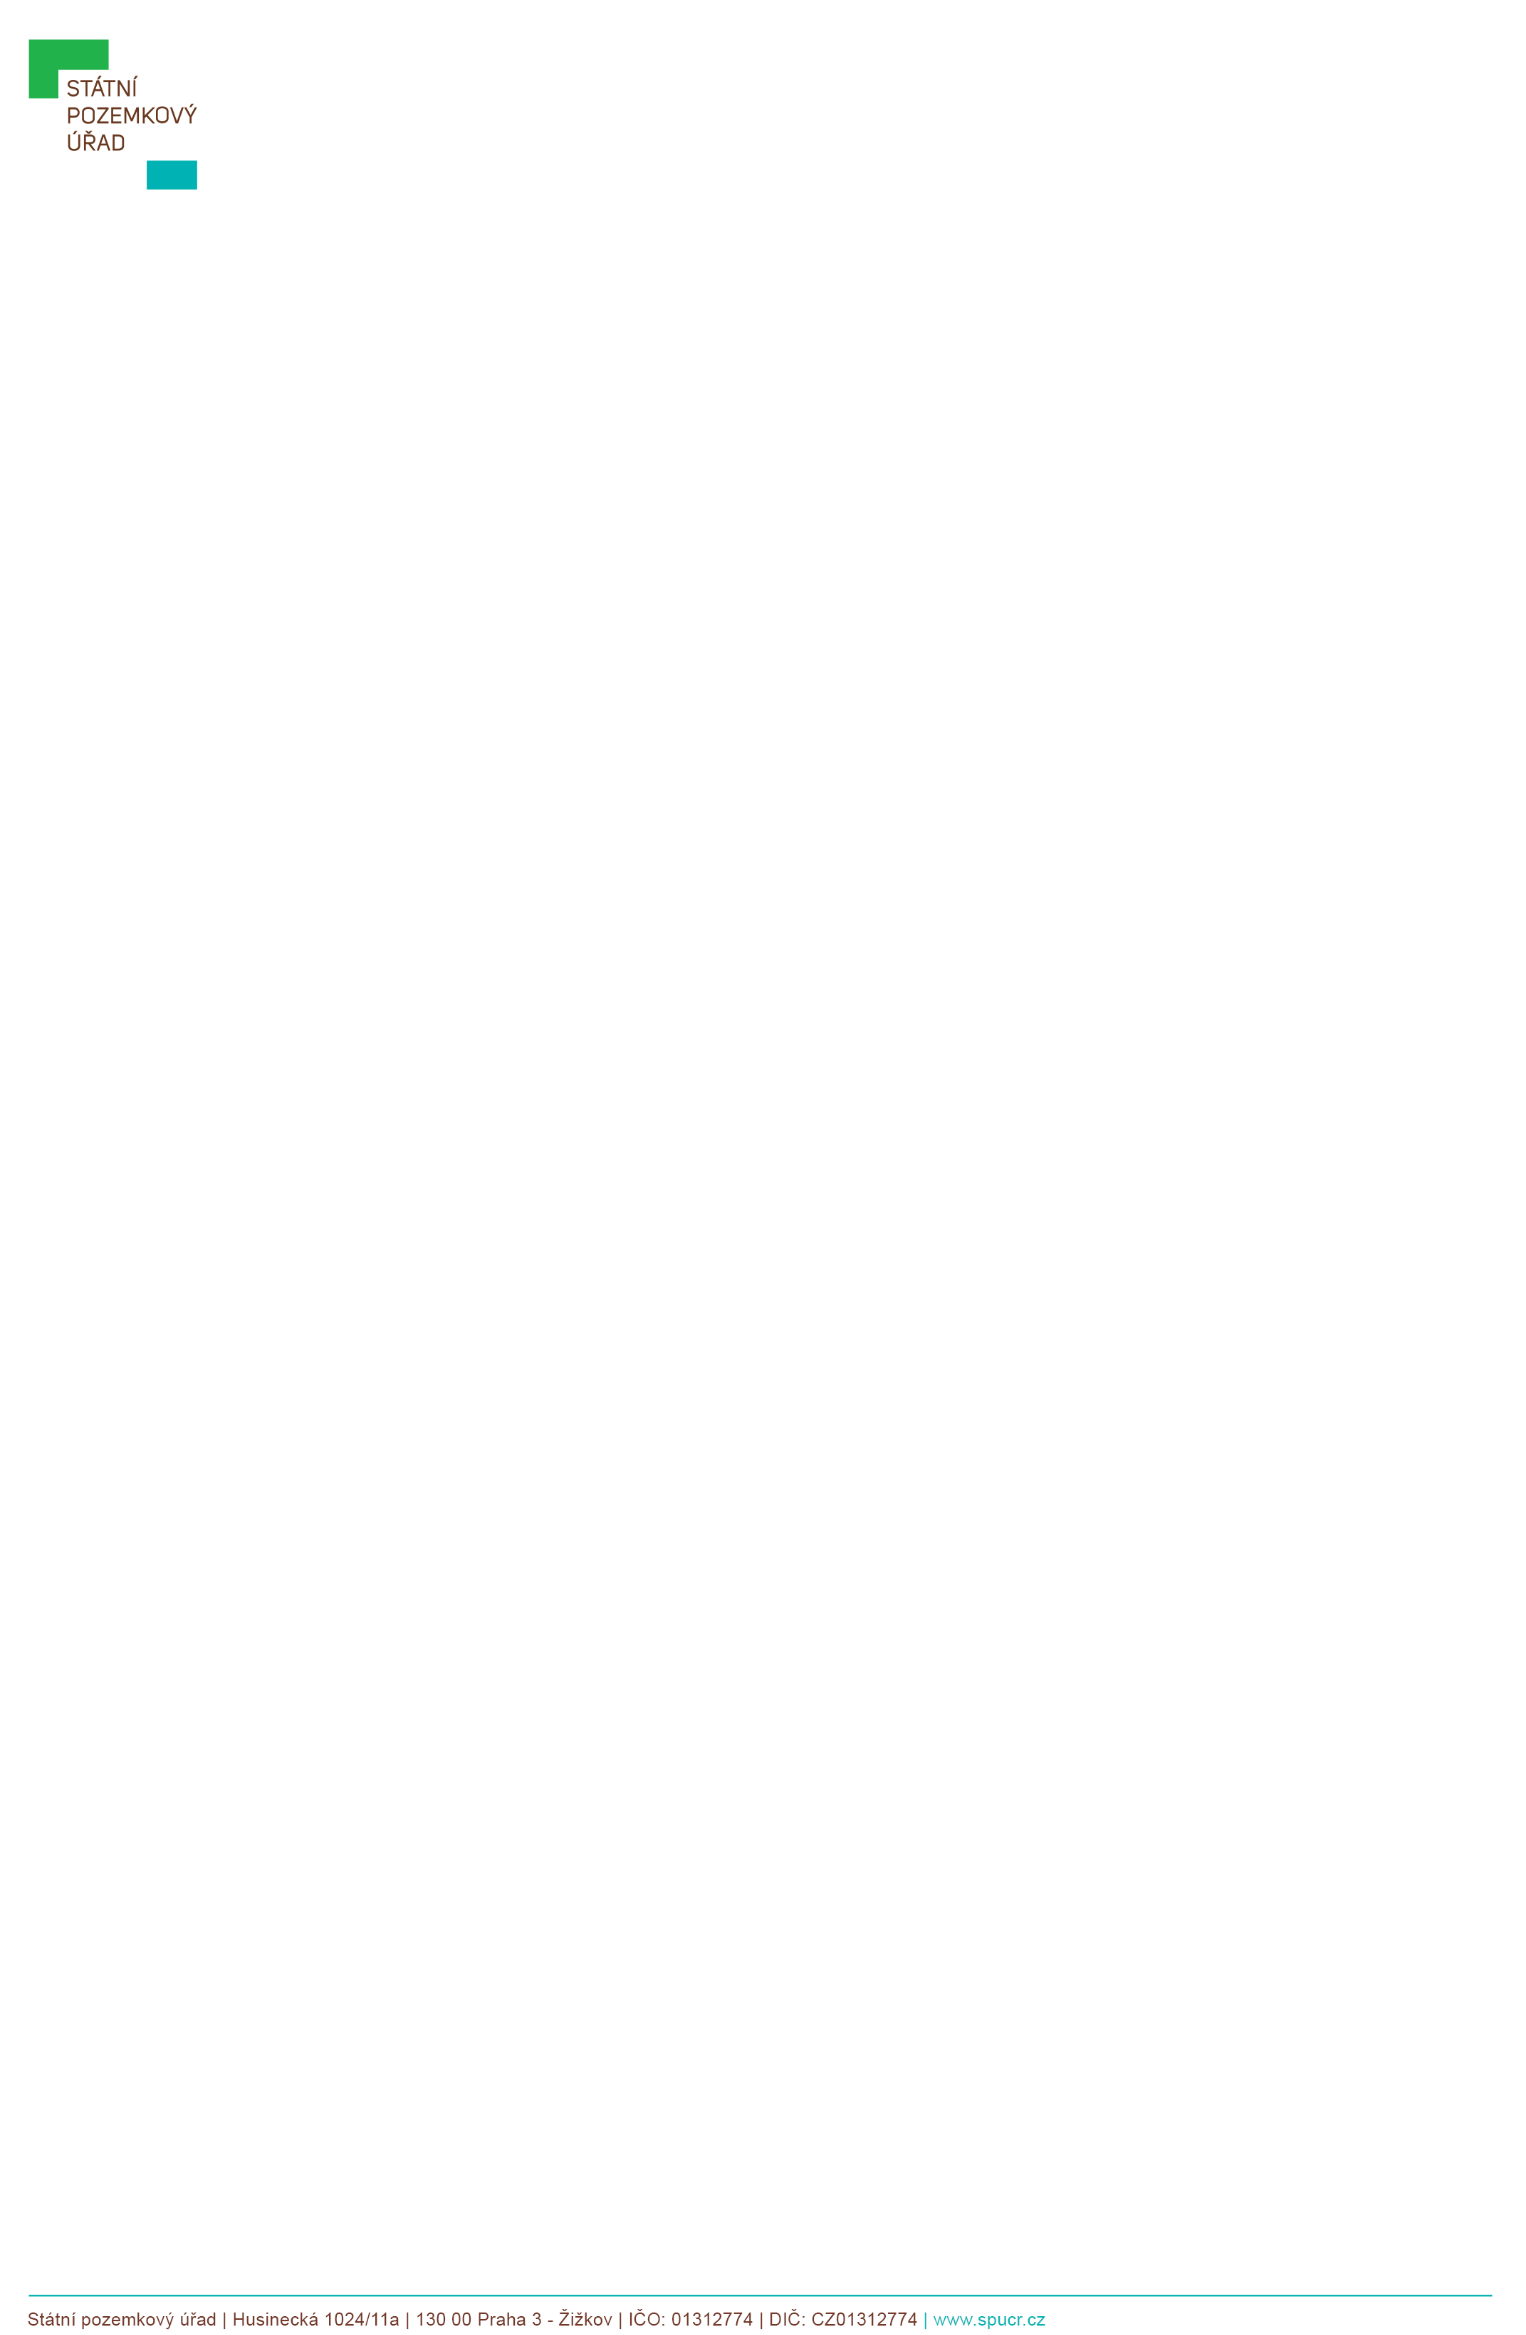 STÁTNÍ
POZEMKOVÝ
ÚŘAD
Státní pozemkový úřad | Husinecká 1024/11a | 130 00 Praha 3 - Žižkov | IČO: 01312774 | DIČ: CZ01312774 | www.spucr.cz